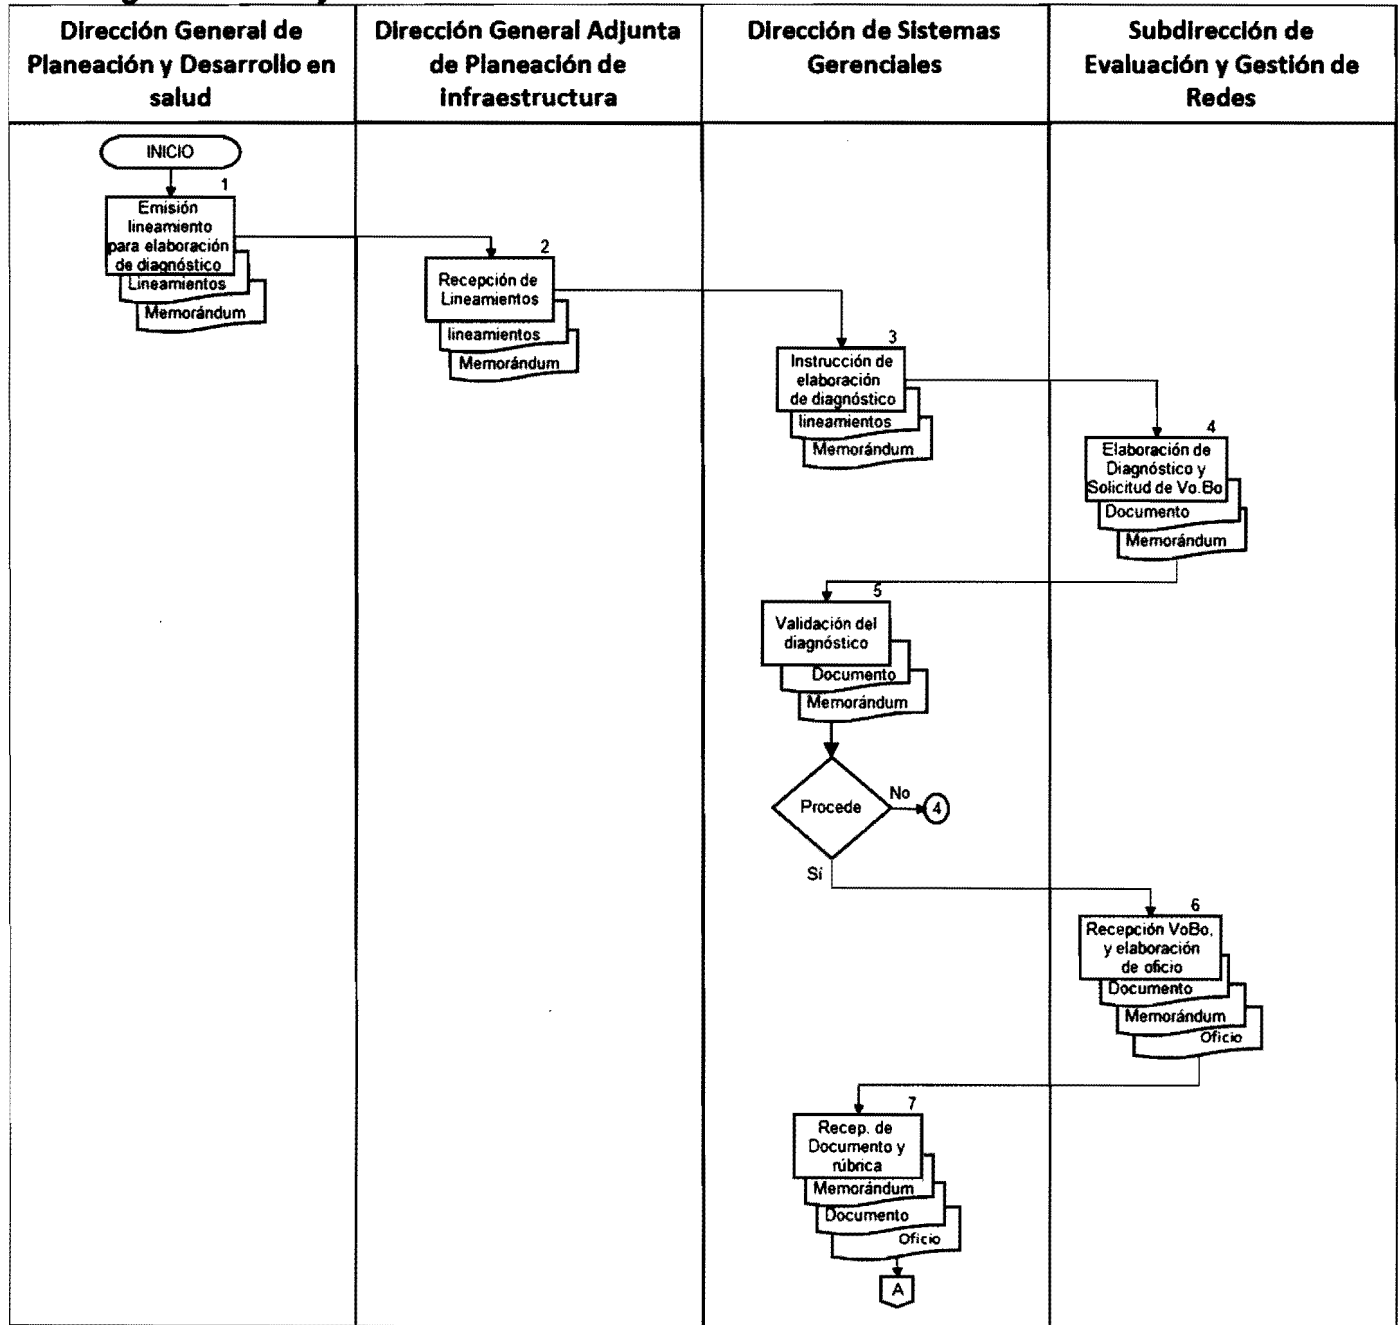 Dirección General de
Planeación y Desarrollo en
salud
Dirección General Adjunta
de Planeación de
infraestructura
Dirección de Sistemas
Gerenciales
Subdirección de
Evaluación y Gestión de
Redes
INICIO
1
Emisión
lineamiento
para elaboración
de diagnóstico
Lineamientos
Memorándum
2
Recepción de
Lineamientos
lineamientos
Memorándum
3
Instrucción de
elaboración
de diagnóstico
lineamientos
Memorándum
4
Elaboración de
Diagnóstico y
Solicitud de Vo.Bo
Documento
Memorándum
5
Validación del
diagnóstico
Documento
Memorándum
Procede
No
4
Sí
6
Recepción VoBo,
y elaboración
de oficio
Documento
Memorándum
Oficio
7
Recep. de
Documento y
rúbrica
Memorándum
Documento
Oficio
A